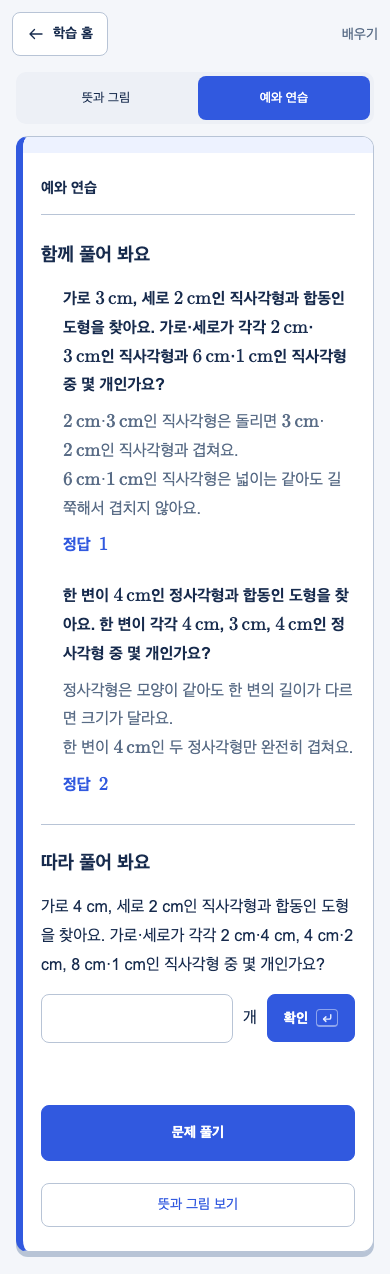 ← 학습 홈
배우기
뜻과 그림
예와 연습
예와 연습
함께 풀어 봐요
가로 3 cm, 세로 2 cm인 직사각형과 합동인
도형을 찾아요. 가로·세로가 각각 2 cm·
3 cm인 직사각형과 6 cm·1 cm인 직사각형
중 몇 개인가요?
2 cm·3 cm인 직사각형은 돌리면 3 cm·
2 cm인 직사각형과 겹쳐요.
6 cm·1 cm인 직사각형은 넓이는 같아도 길
쭉해서 겹치지 않아요.
정답 1
한 변이 4 cm인 정사각형과 합동인 도형을 찾
아요. 한 변이 각각 4 cm, 3 cm, 4 cm인 정
사각형 중 몇 개인가요?
정사각형은 모양이 같아도 한 변의 길이가 다르
면 크기가 달라요.
한 변이 4 cm인 두 정사각형만 완전히 겹쳐요.
정답 2
따라 풀어 봐요
가로 4 cm, 세로 2 cm인 직사각형과 합동인 도형
을 찾아요. 가로·세로가 각각 2 cm·4 cm, 4 cm·2
cm, 8 cm·1 cm인 직사각형 중 몇 개인가요?
개
확인 ↵
문제 풀기
뜻과 그림 보기